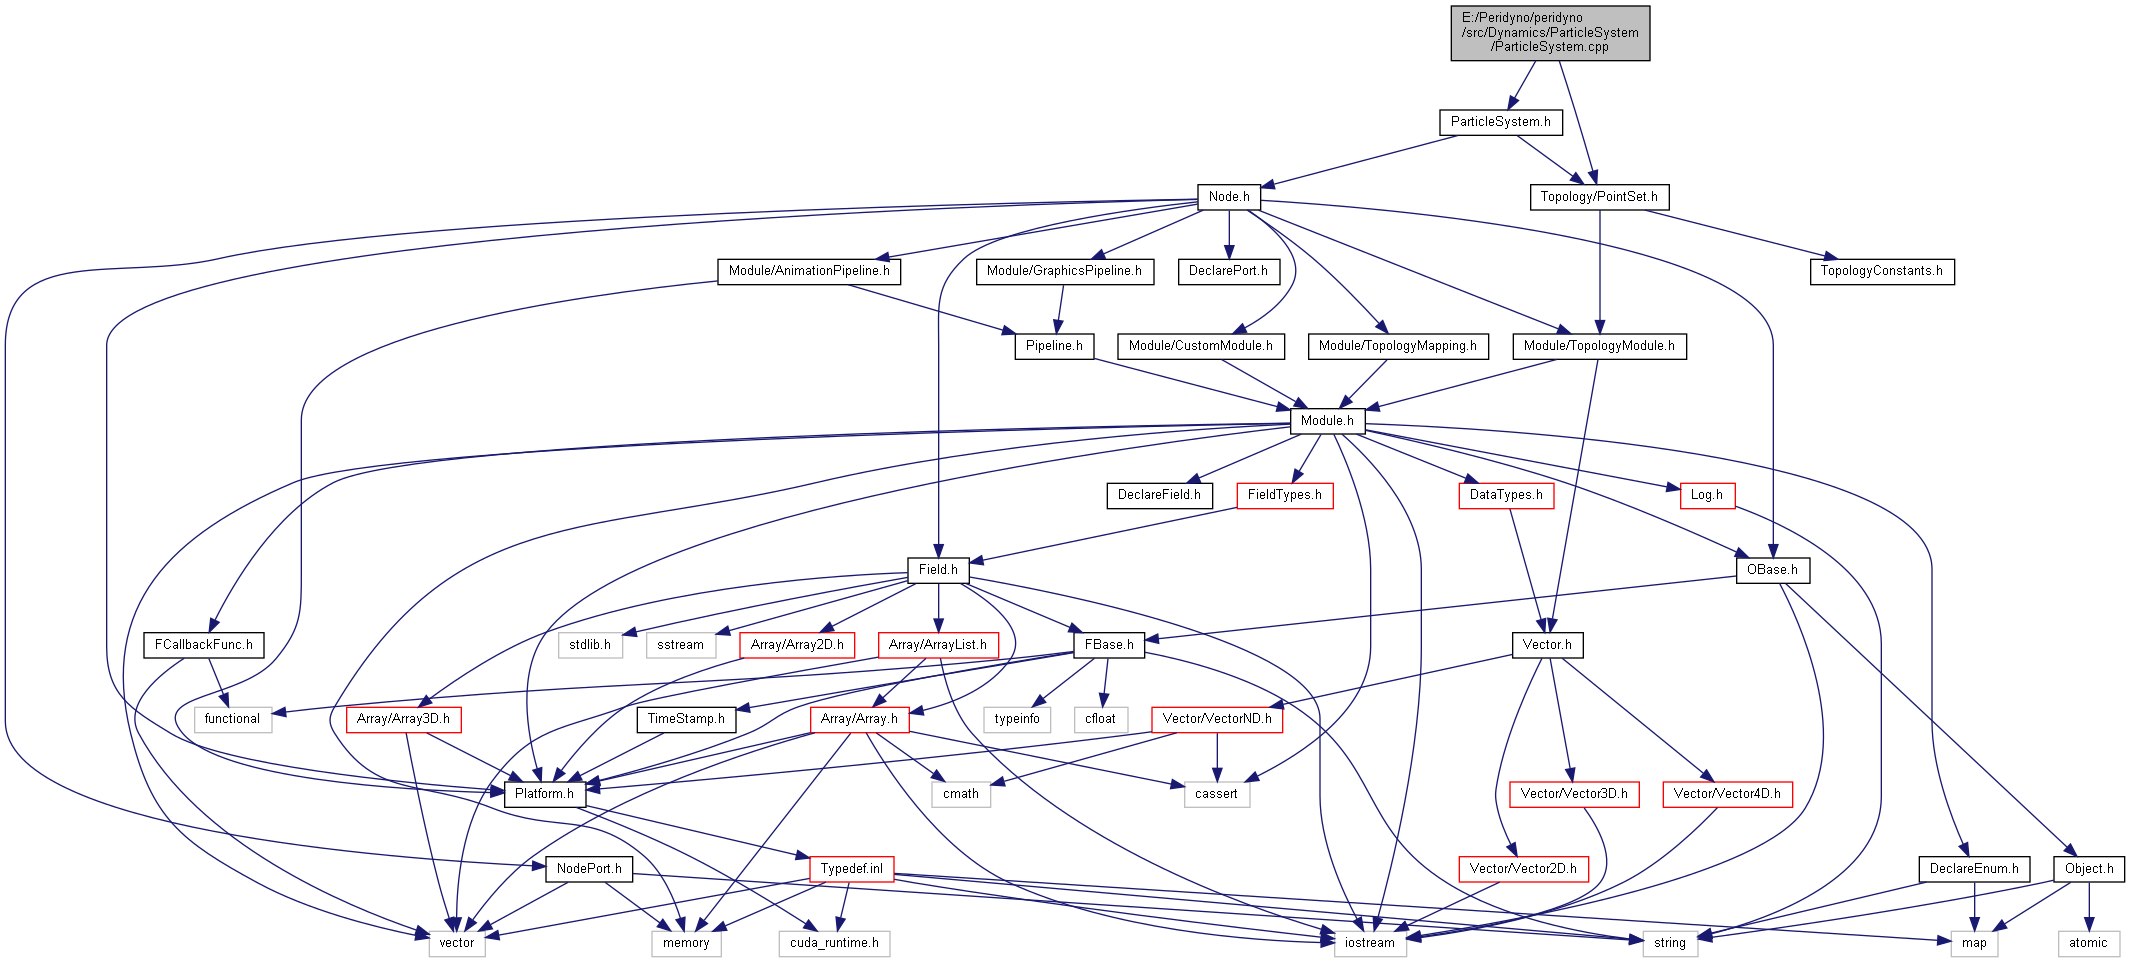 E:/Peridyno/peridyno
/src/Dynamics/ParticleSystem
/ParticleSystem.cpp
ParticleSystem.h
Node.h
Topology/PointSet.h
Module/AnimationPipeline.h
Module/GraphicsPipeline.h
DeclarePort.h
TopologyConstants.h
Pipeline.h
Module/CustomModule.h
Module/TopologyMapping.h
Module/TopologyModule.h
Module.h
DeclareField.h
FieldTypes.h
DataTypes.h
Log.h
Field.h
OBase.h
FCallbackFunc.h
stdlib.h
sstream
Array/Array2D.h
Array/ArrayList.h
FBase.h
Vector.h
functional
Array/Array3D.h
TimeStamp.h
Array/Array.h
typeinfo
cfloat
Vector/VectorND.h
Platform.h
cmath
cassert
Vector/Vector3D.h
Vector/Vector4D.h
NodePort.h
Typedef.inl
Vector/Vector2D.h
DeclareEnum.h
Object.h
vector
memory
cuda_runtime.h
iostream
string
map
atomic